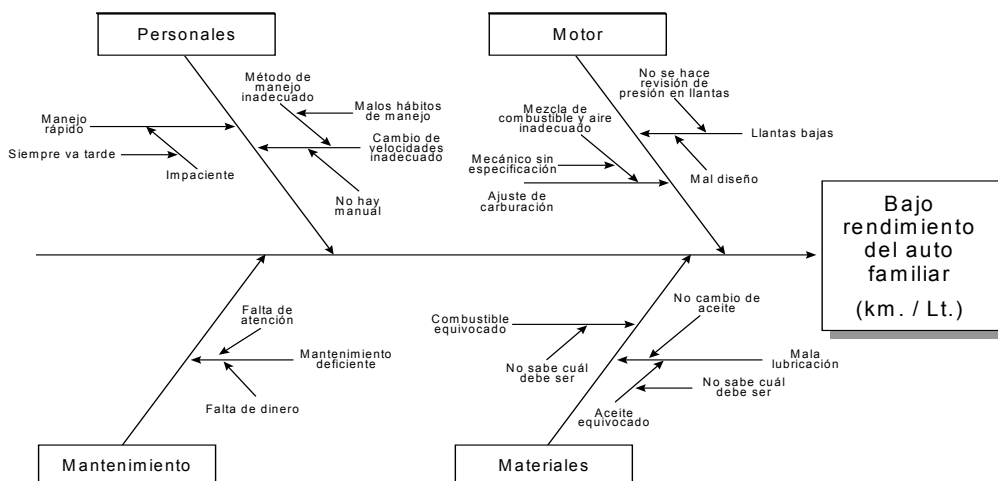 Personales
Motor
Método de
manejo
inadecuado
Malos hábitos
de manejo
Manejo
rápido
Cambio de
velocidades
inadecuado
Siempre va tarde
Impaciente
No hay
manual
No se hace
revisión de
presión en llantas
Mezcla de
combustible y aire
inadecuado
Llantas bajas
Mecánico sin
especificación
Mal diseño
Ajuste de
carburación
Bajo
rendimiento
del auto
familiar
(km. / Lt.)
Falta de
atención
Mantenimiento
deficiente
Falta de dinero
No cambio de
aceite
Combustible
equivocado
No sabe cuál
debe ser
Mala
lubricación
No sabe cuál
debe ser
Aceite
equivocado
Mantenimiento
Materiales